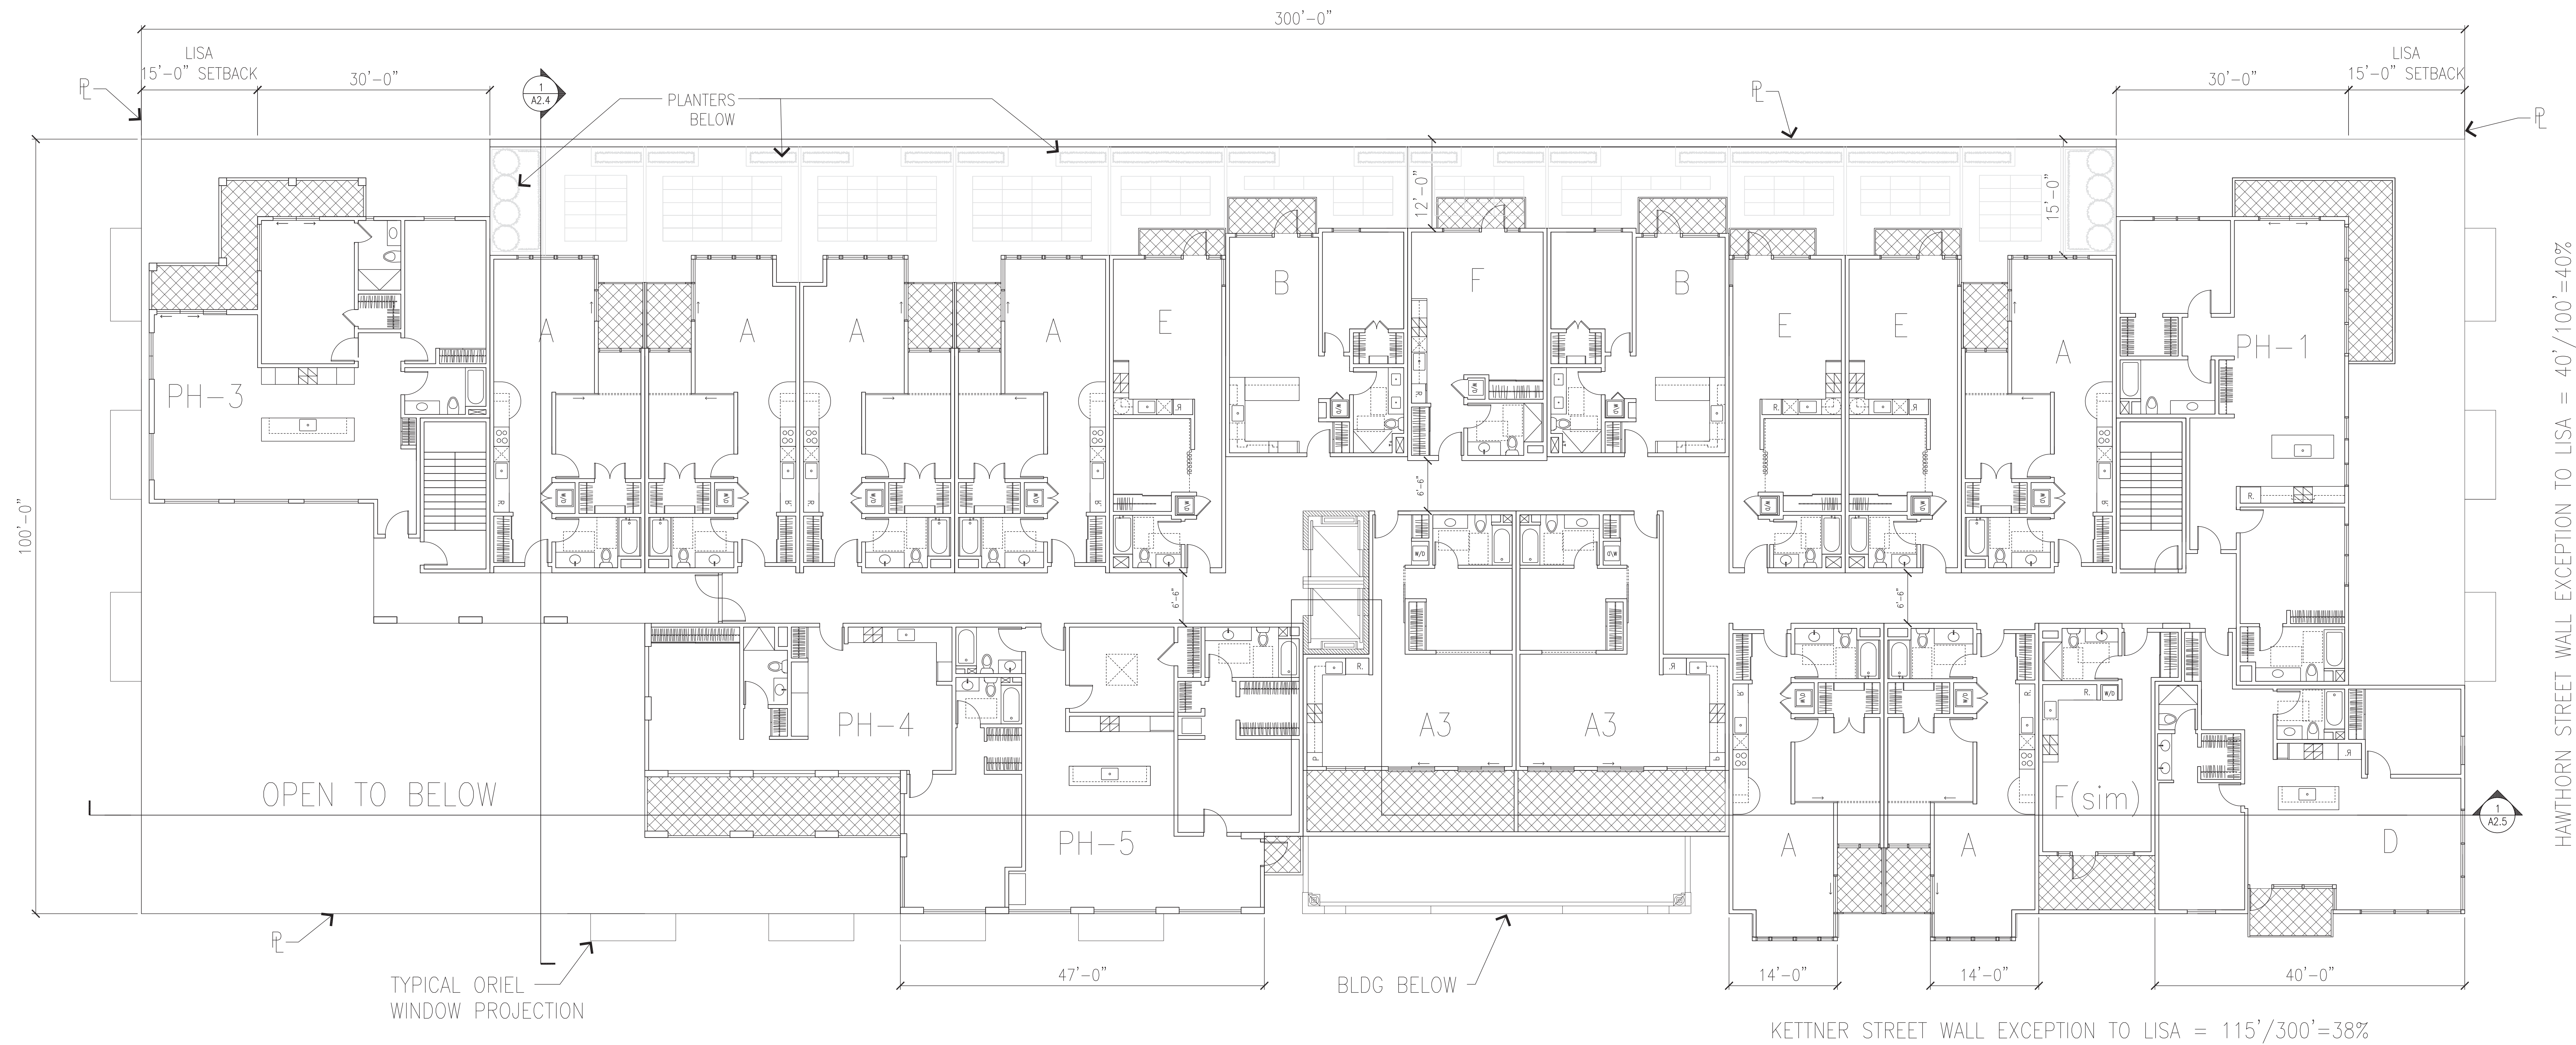 300'-0"
LISA
15'-0" SETBACK
30'-0"
1
A2.4
PLANTERS
BELOW
PL
PL
30'-0"
LISA
15'-0" SETBACK
PL
100'-0"
12'-0"
15'-0"
PH-3
A
A
A
A
E
B
F
B
E
E
A
PH-1
W/D
W/D
W/D
W/D
W/D
W/D
W/D
W/D
W/D
W/D
W/D
R.
R.
R.
R.
R.
R.
R.
R.
R.
R.
6'-6"
6'-6"
6'-6"
W/D
W/D
R.
R.
PH-4
PH-5
A3
A3
R.
R.
W/D
W/D
R.
W/D
R.
A
A
F(sim)
D
OPEN TO BELOW
1
A2.5
HAWTHORN STREET WALL EXCEPTION TO LISA = 40'/100'=40%
PL
TYPICAL ORIEL
WINDOW PROJECTION
47'-0"
BLDG BELOW
14'-0"
14'-0"
40'-0"
KETTNER STREET WALL EXCEPTION TO LISA = 115'/300'=38%